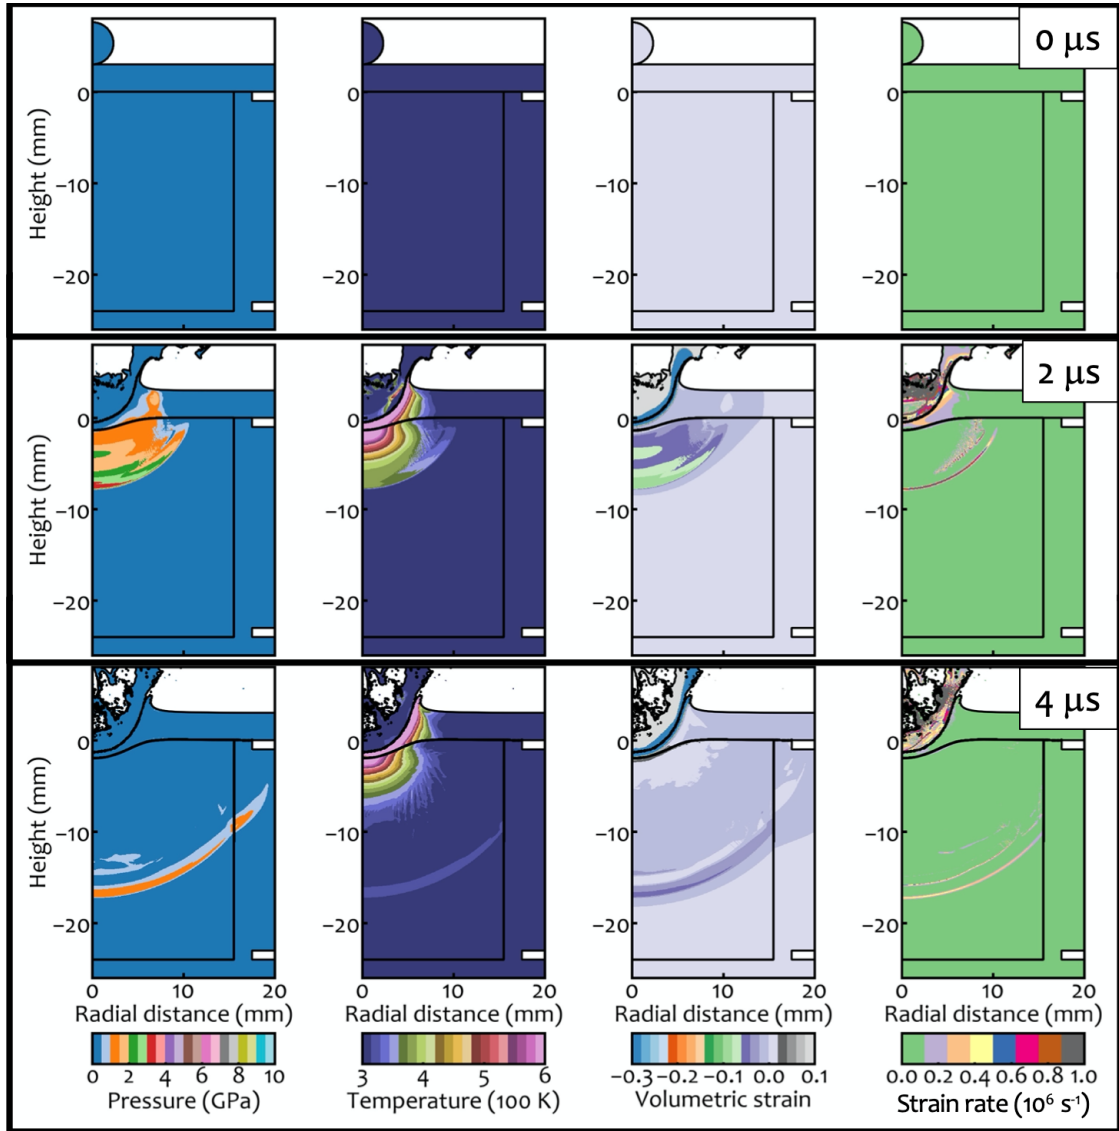 0 μs
Height (mm)
0
−10
−20
0
−10
−20
0
−10
−20
0
−10
−20
2 μs
Height (mm)
0
−10
−20
0
−10
−20
0
−10
−20
0
−10
−20
4 μs
Height (mm)
0
−10
−20
0
−10
−20
0
−10
−20
0
−10
−20
0 10 20
0 10 20
0 10 20
0 10 20
Radial distance (mm)
Radial distance (mm)
Radial distance (mm)
Radial distance (mm)
0 2 4 6 8 10
Pressure (GPa)
3 4 5 6
Temperature (100 K)
−0.3 −0.2 −0.1 0.0 0.1
Volumetric strain
0.0 0.2 0.4 0.6 0.8 1.0
Strain rate (10⁶ s⁻¹)